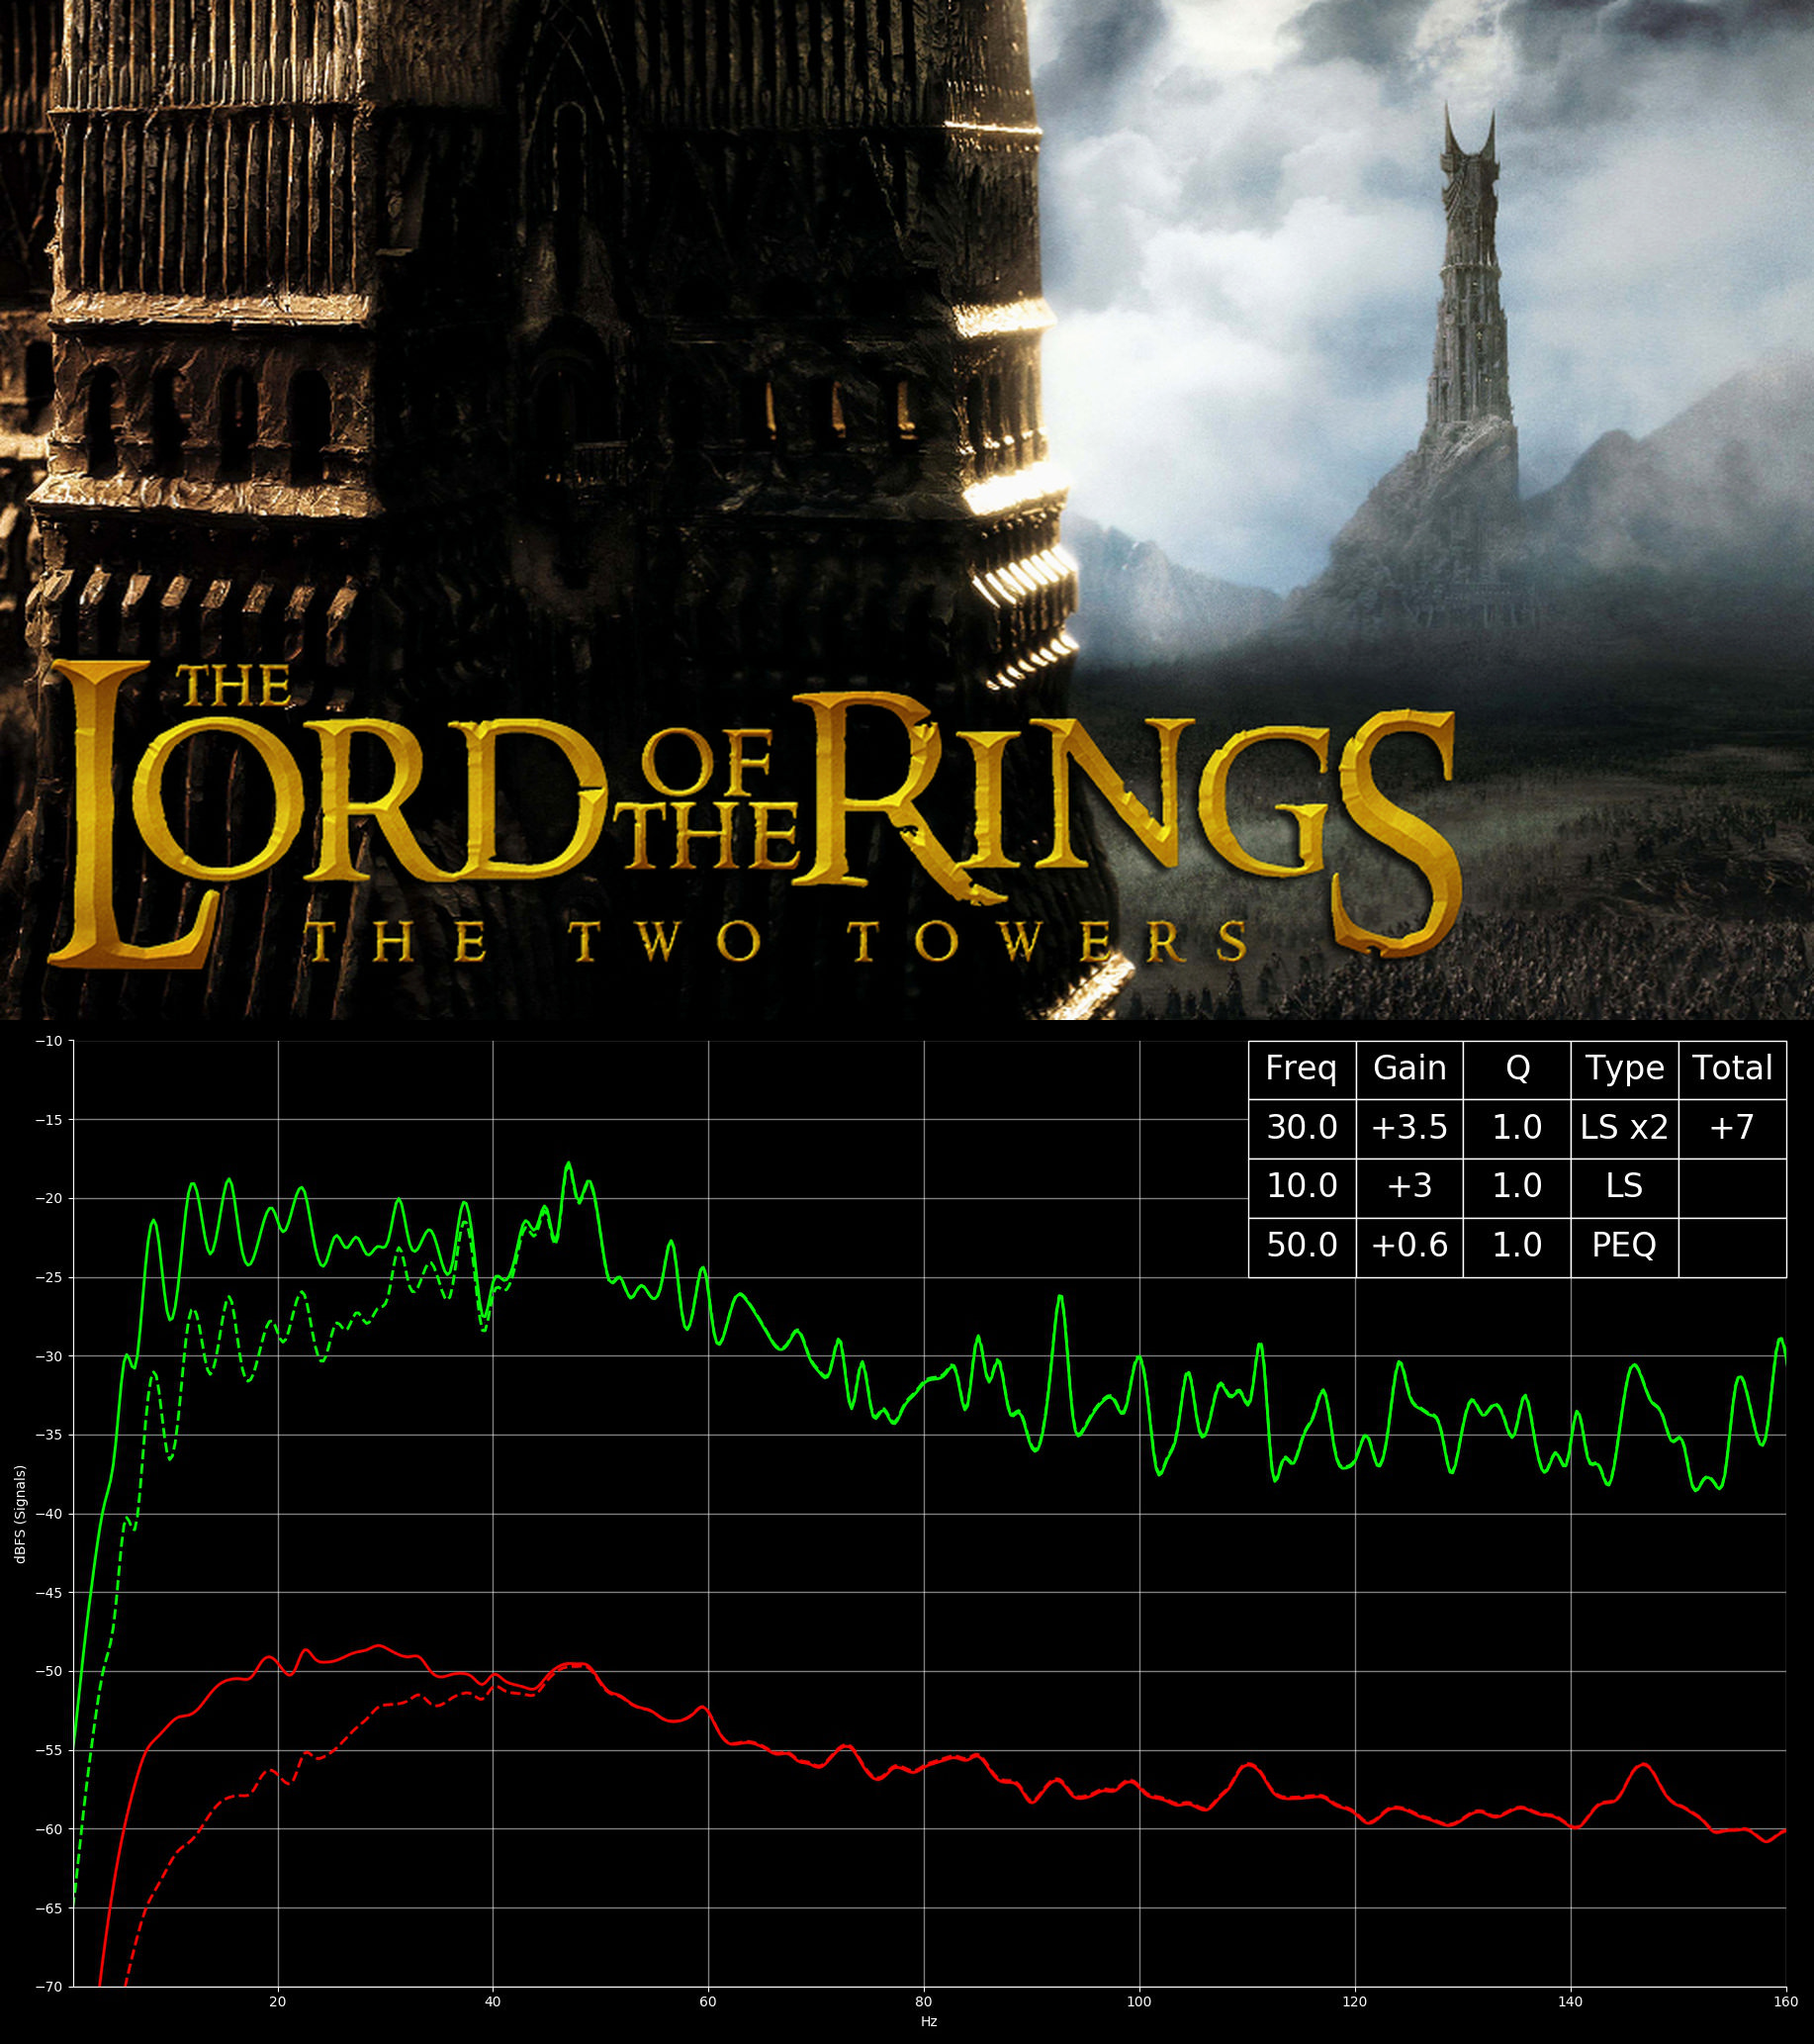 THE
LORD OF THE RINGS
THE TWO TOWERS
Freq Gain Q Type Total
30.0 +3.5 1.0 LS x2 +7
10.0 +3 1.0 LS
50.0 +0.6 1.0 PEQ
−10
−15
−20
−25
−30
−35
−40
−45
−50
−55
−60
−65
−70
dBFS (Signals)
20 40 60 80 100 120 140 160
Hz